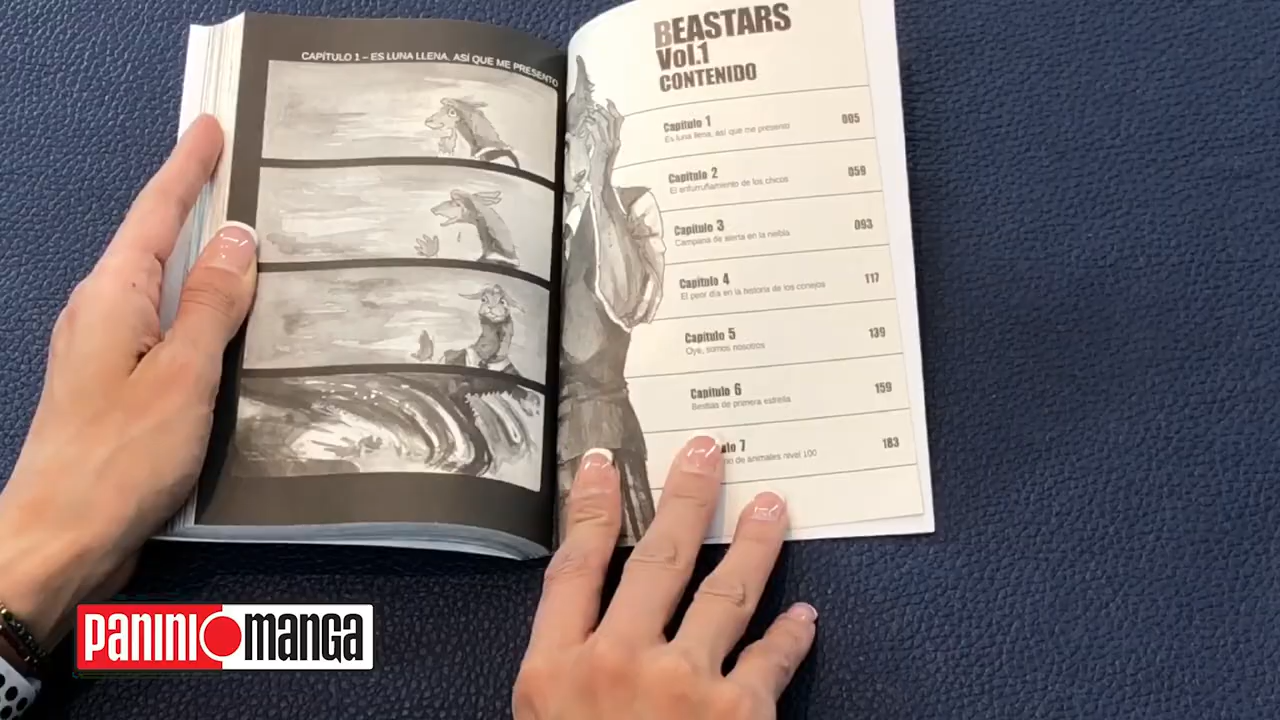 CAPÍTULO 1 – ES LUNA LLENA, ASÍ QUE ME PRESENTO
BEASTARS
Vol.1
CONTENIDO
Capítulo 1 005
Es luna llena, así que me presento
Capítulo 2 059
El enfurruñamiento de los chicos
Capítulo 3 093
Campana de alerta en la niebla
Capítulo 4 117
El peor día en la historia de los conejos
Capítulo 5 139
Oye, somos nosotros
Capítulo 6 159
Bestias de primera estrella
7 183
de animales nivel 100
PANINI MANGA